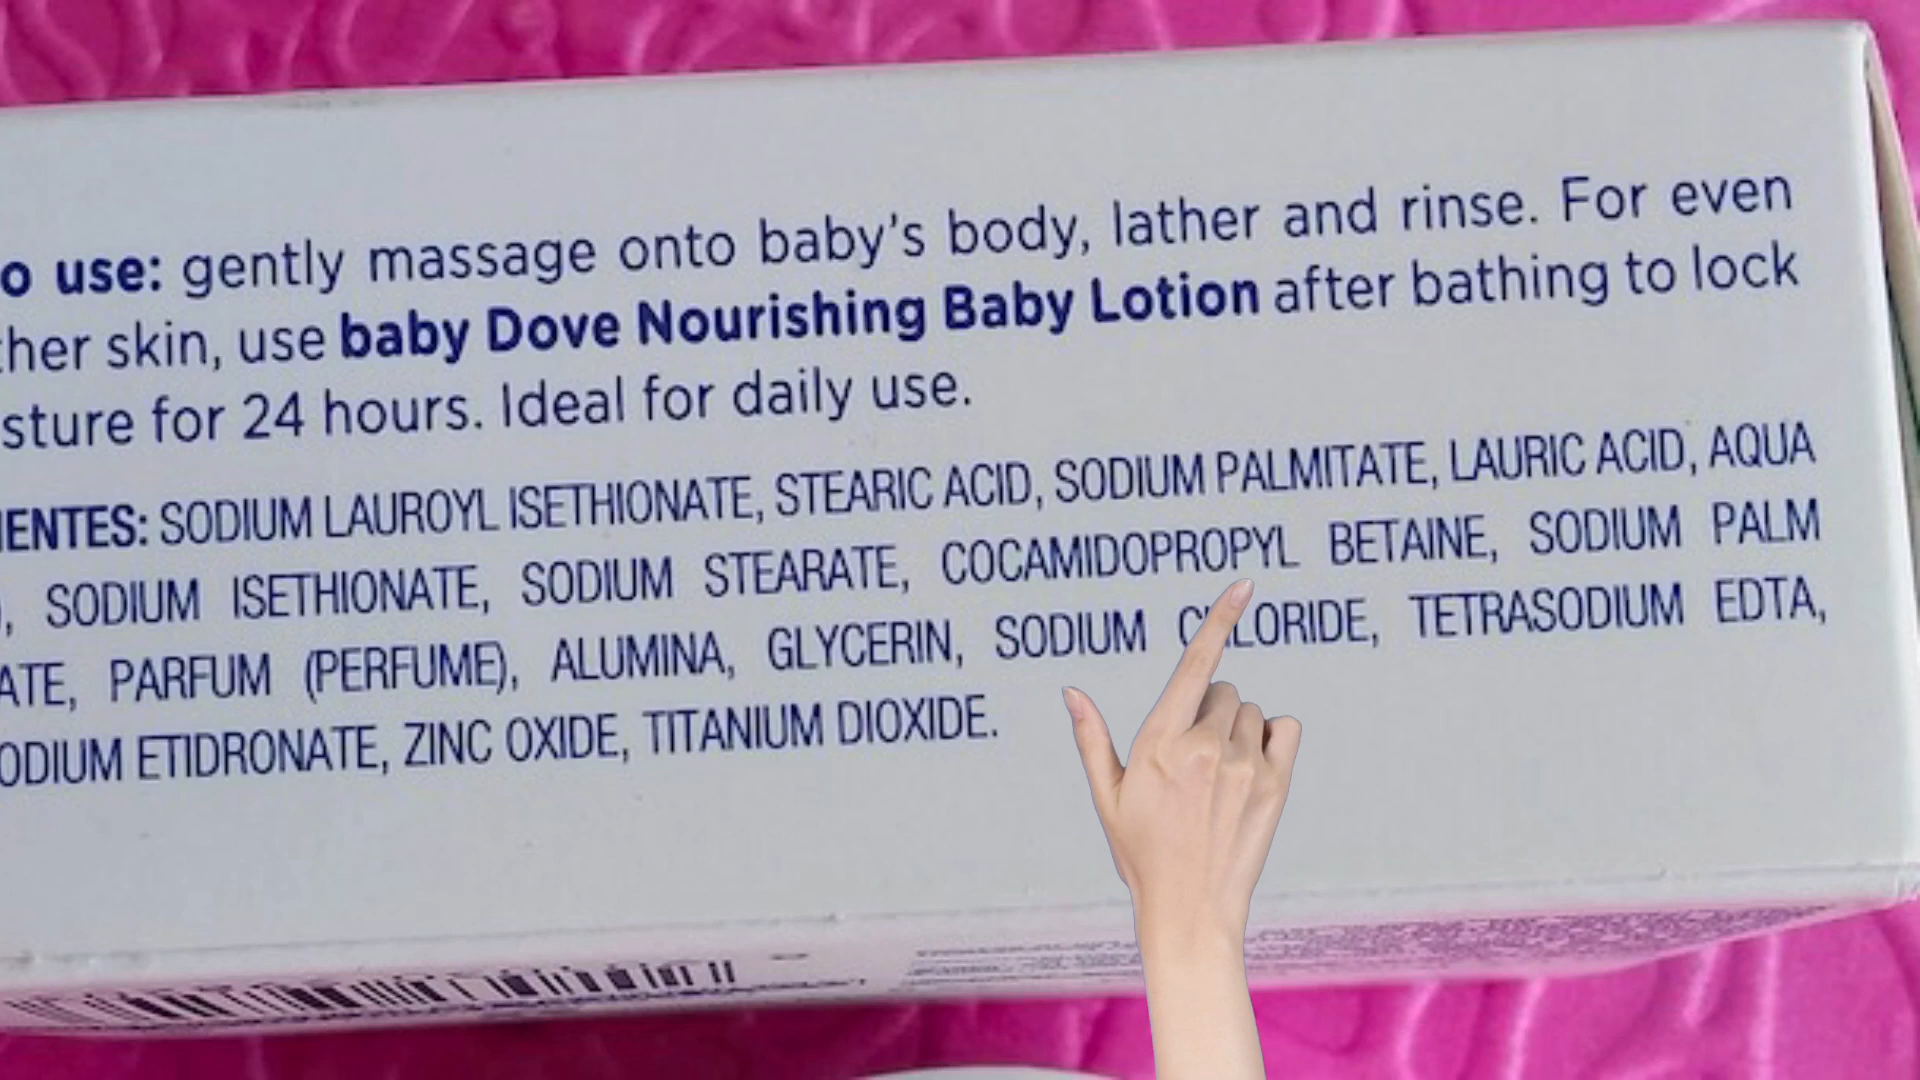 o use: gently massage onto baby's body, lather and rinse. For even
ther skin, use baby Dove Nourishing Baby Lotion after bathing to lock
sture for 24 hours. Ideal for daily use.
IENTES: SODIUM LAUROYL ISETHIONATE, STEARIC ACID, SODIUM PALMITATE, LAURIC ACID, AQUA
), SODIUM ISETHIONATE, SODIUM STEARATE, COCAMIDOPROPYL BETAINE, SODIUM PALM
ATE, PARFUM (PERFUME), ALUMINA, GLYCERIN, SODIUM CHLORIDE, TETRASODIUM EDTA,
ODIUM ETIDRONATE, ZINC OXIDE, TITANIUM DIOXIDE.